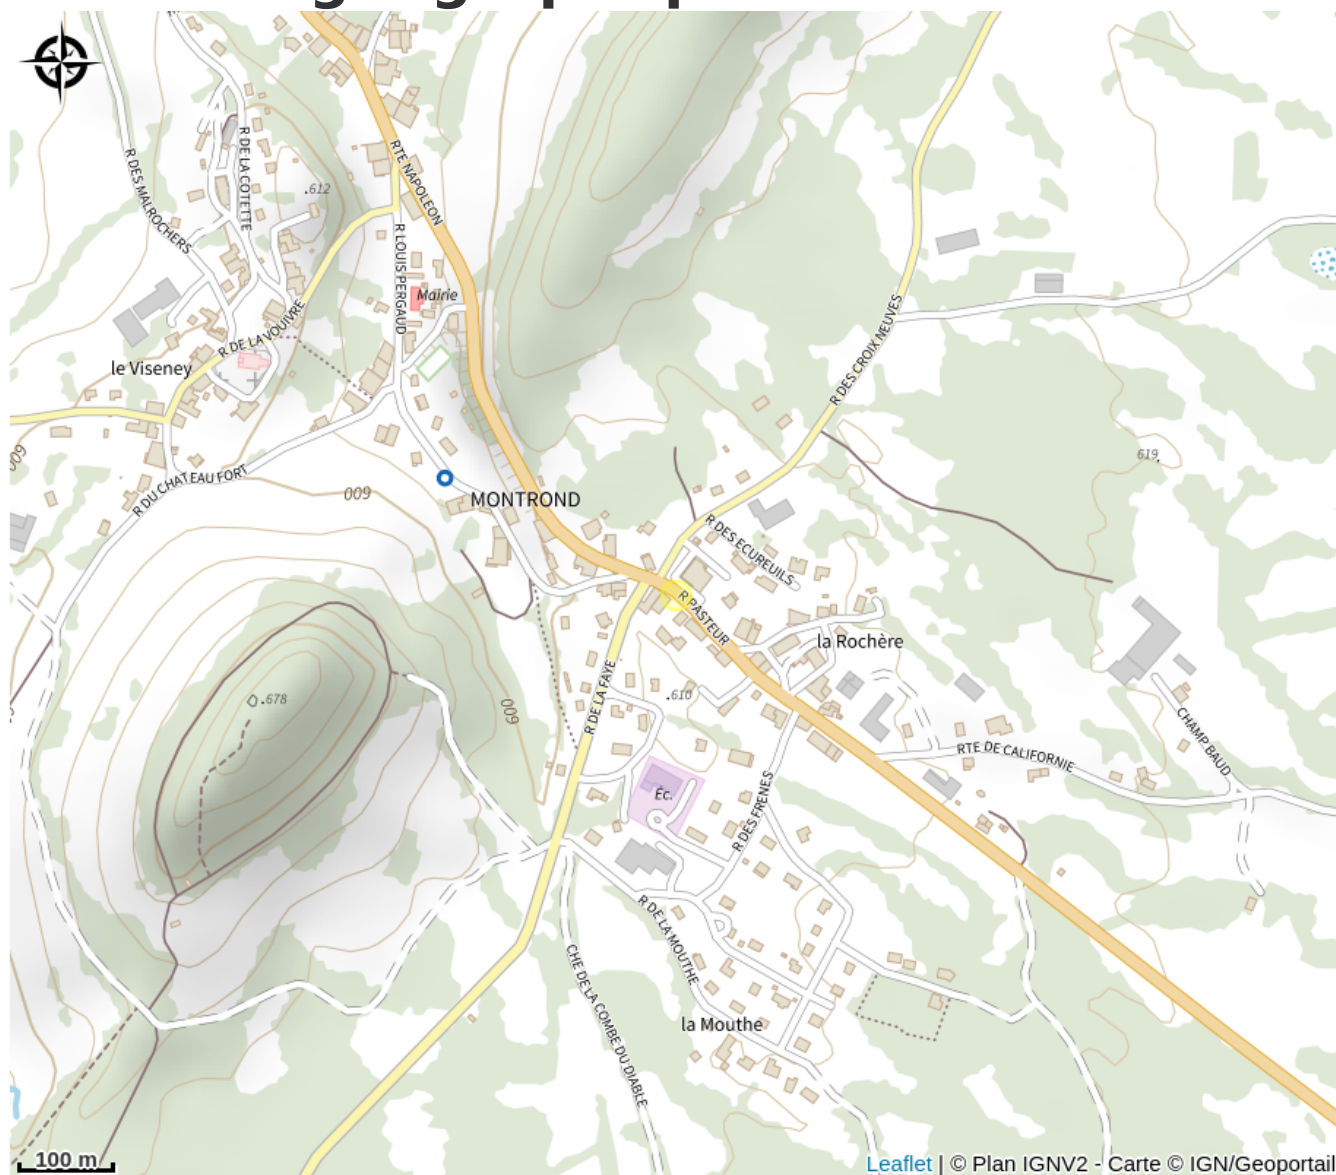 R DES MALROCHERS
R DE LA COTETTE
RTE NAPOLEON
.612
R LOUIS PERGAUD
Mairie
R DES CROIX NEUVES
R DE LA VOUIVRE
le Viseney
009
R DU CHATEAU FORT
009
MONTROND
619.
R DES ECUREUILS
R PASTEUR
la Rochère
.678
009
R DE LA FAYE
.610
CHAMP BAUD
RTE DE CALIFORNIE
Éc.
R DES FRENES
R DE LA MOUTHE
CHE DE LA COMBE DU DIABLE
la Mouthe
100 m
Leaflet | © Plan IGNV2 - Carte © IGN/Geoportail